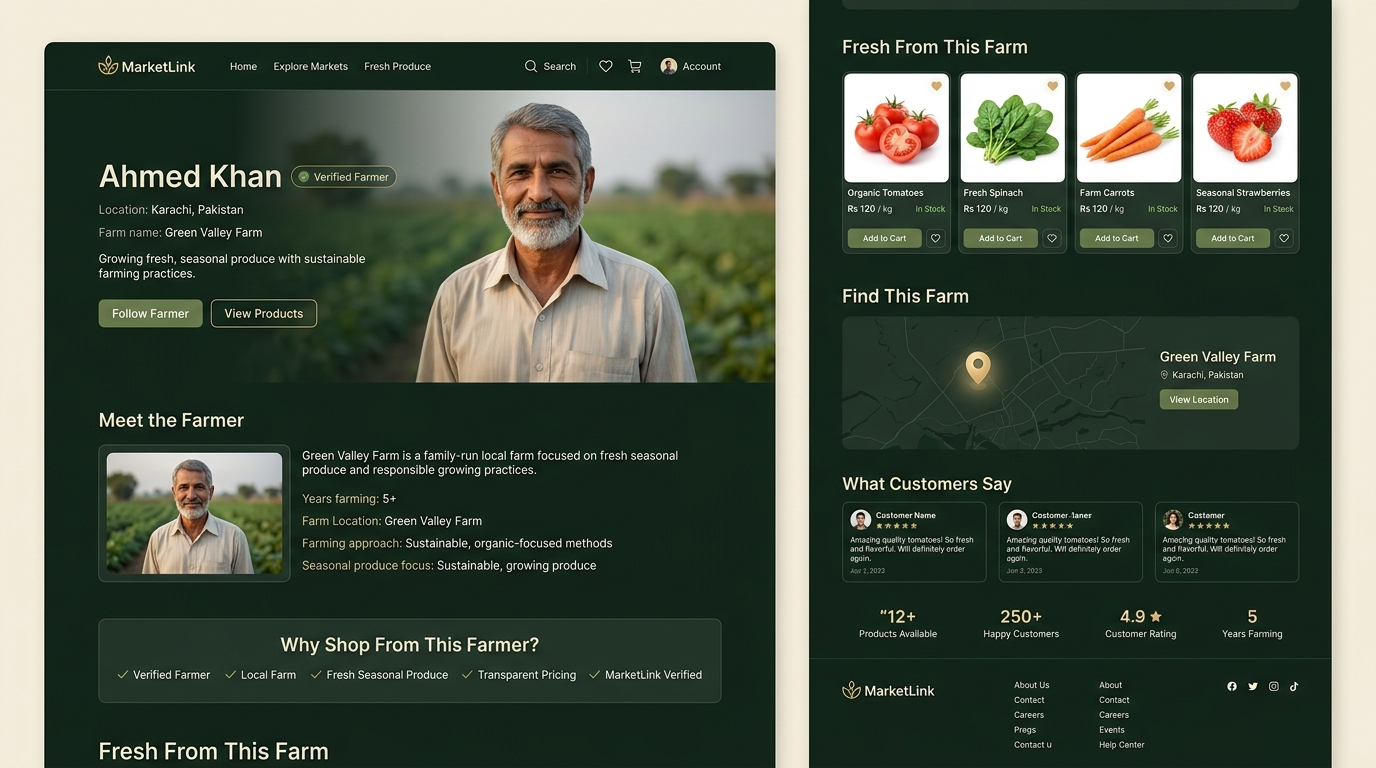 MarketLink
Home
Explore Markets
Fresh Produce
Search
Account
Ahmed Khan
Verified Farmer
Location: Karachi, Pakistan
Farm name: Green Valley Farm
Growing fresh, seasonal produce with sustainable
farming practices.
Follow Farmer
View Products
Meet the Farmer
Green Valley Farm is a family-run local farm focused on fresh seasonal
produce and responsible growing practices.
Years farming: 5+
Farm Location: Green Valley Farm
Farming approach: Sustainable, organic-focused methods
Seasonal produce focus: Sustainable, growing produce
Why Shop From This Farmer?
Verified Farmer
Local Farm
Fresh Seasonal Produce
Transparent Pricing
MarketLink Verified
Fresh From This Farm
Fresh From This Farm
Organic Tomatoes
Rs 120 / kg
In Stock
Add to Cart
Fresh Spinach
Rs 120 / kg
In Steck
Add to Cart
Farm Carrots
Rs 120 / kg
In Stock
Add to Cart
Seasonal Strawberries
Rs 120 / kg
In Steck
Add to Cart
Find This Farm
Green Valley Farm
Karachi, Pakistan
View Location
What Customers Say
Customer Name
Amazing quality tomatoes! So fresh
and flavorful. Will definitely order
again.
2, 2023
Amazing quality tomatoes! So fresh
and flavorful. Will definitely order
again.
2023
Amazing quality tomatoes! So fresh
and flavorful. Will definitely order
again.
2022
"12+
Products Available
250+
Happy Customers
4.9
Customer Rating
5
Years Farming
MarketLink
About Us
Contact
Careers
Pregs
Contact u
About
Contact
Careers
Events
Help Center